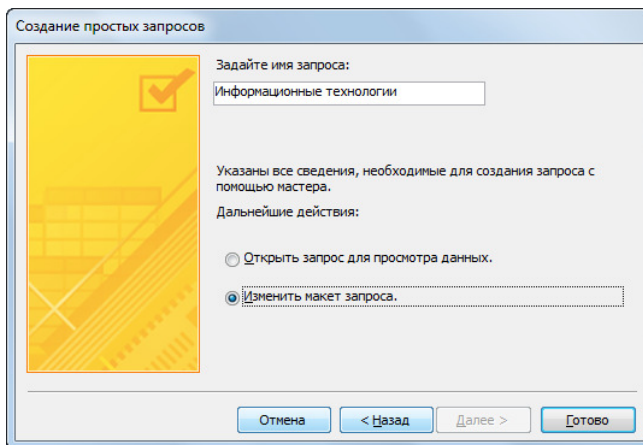 Создание простых запросов
Задайте имя запроса:
Информационные технологии
Указаны все сведения, необходимые для создания запроса с
помощью мастера.
Дальнейшие действия:
Открыть запрос для просмотра данных.
Изменить макет запроса.
Отмена
< Назад
Далее >
Готово